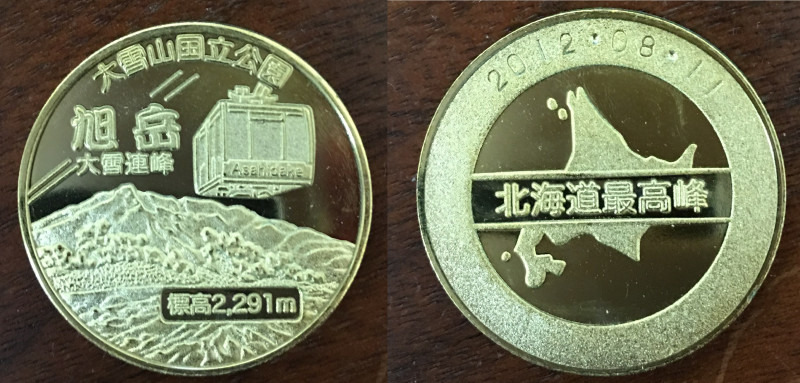 大雪山国立公園
旭岳
大雪連峰
Asahidake
標高2,291m
2012・08・11
北海道最高峰